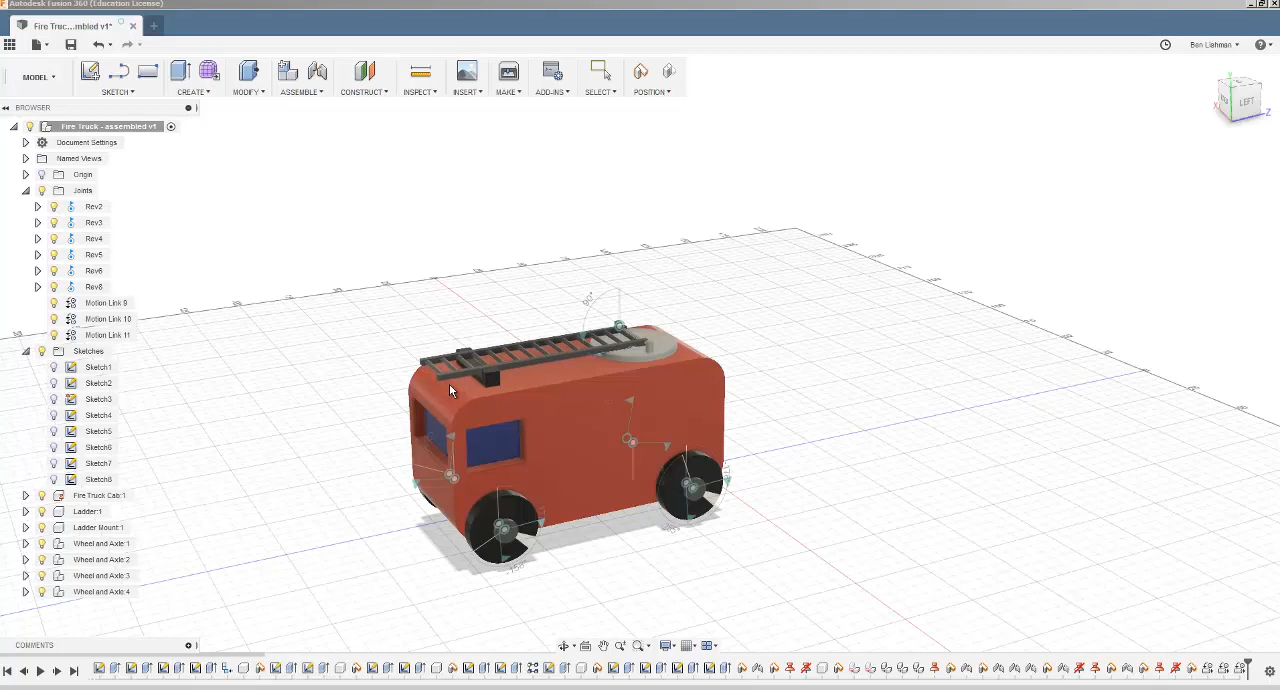 Autodesk Fusion 360 (Education License)
Fire Truc...mbled v1*
Ben Lishman
MODEL
SKETCH
CREATE
MODIFY
ASSEMBLE
CONSTRUCT
INSPECT
INSERT
MAKE
ADD-INS
SELECT
POSITION
LEFT
Y
X
Z
BROWSER
Fire Truck - assembled v1
Document Settings
Named Views
Origin
Joints
Rev2
Rev3
Rev4
Rev5
Rev6
Rev8
Motion Link 9
Motion Link 10
Motion Link 11
Sketches
Sketch1
Sketch2
Sketch3
Sketch4
Sketch5
Sketch6
Sketch7
Sketch8
Fire Truck Cab:1
Ladder:1
Ladder Mount:1
Wheel and Axle:1
Wheel and Axle:2
Wheel and Axle:3
Wheel and Axle:4
90°
COMMENTS